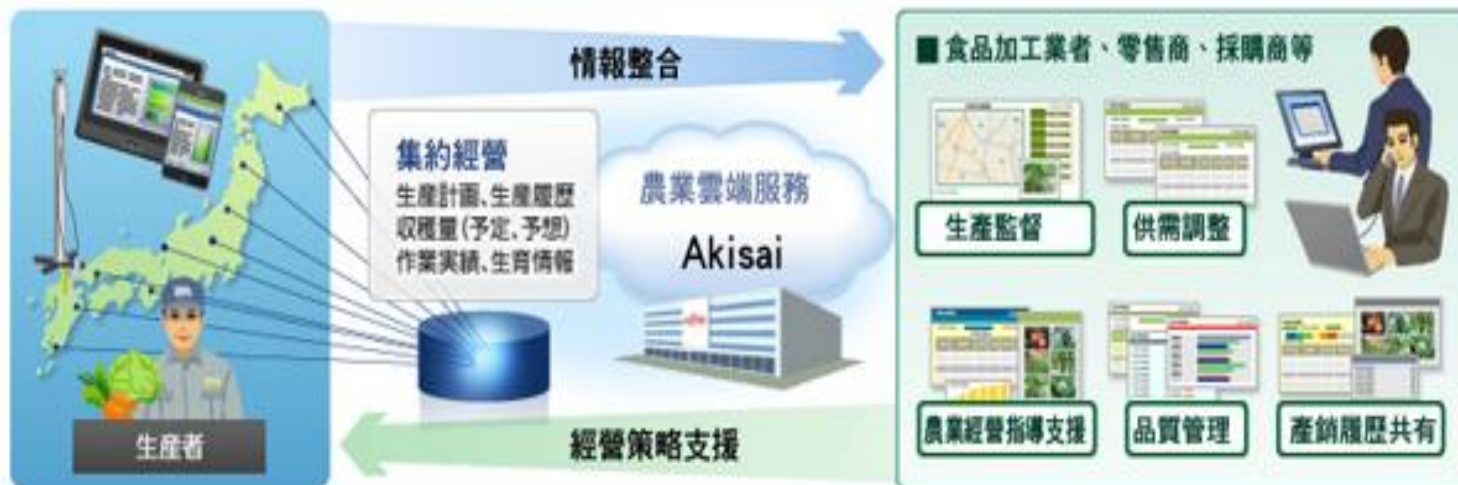 情報整合
集約經營
生産計画、生産履歷
収穫量(予定、予想)
作業実績、生育情報
農業雲端服務
Akisai
生産者
經營策略支援
■ 食品加工業者、零售商、採購商等
生產監督
供需調整
農業經營指導支援
品質管理
產銷履歷共有